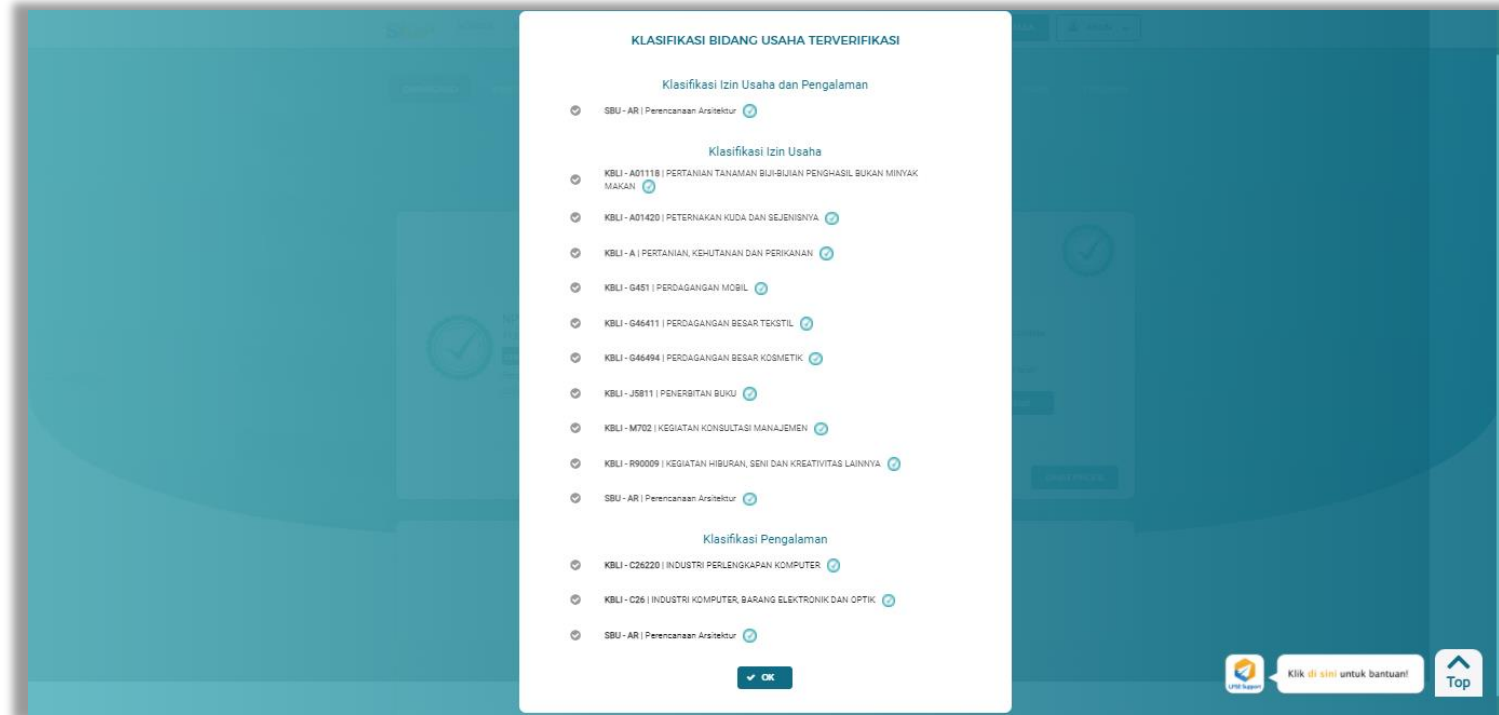 KLASIFIKASI BIDANG USAHA TERVERIFIKASI
Klasifikasi Izin Usaha dan Pengalaman
SBU - AR | Perencanaan Arsitektur
Klasifikasi Izin Usaha
KBLI - A01118 | PERTANIAN TANAMAN BIJI-BIJIAN PENGHASIL BUKAN MINYAK
MAKAN
KBLI - A01420 | PETERNAKAN KUDA DAN SEJENISNYA
KBLI - A | PERTANIAN, KEHUTANAN DAN PERIKANAN
KBLI - G451 | PERDAGANGAN MOBIL
KBLI - G46411 | PERDAGANGAN BESAR TEKSTIL
KBLI - G46494 | PERDAGANGAN BESAR KOSMETIK
KBLI - J5811 | PENERBITAN BUKU
KBLI - M702 | KEGIATAN KONSULTASI MANAJEMEN
KBLI - R90009 | KEGIATAN HIBURAN, SENI DAN KREATIVITAS LAINNYA
SBU - AR | Perencanaan Arsitektur
Klasifikasi Pengalaman
KBLI - C26220 | INDUSTRI PERLENGKAPAN KOMPUTER
KBLI - C26 | INDUSTRI KOMPUTER, BARANG ELEKTRONIK DAN OPTIK
SBU - AR | Perencanaan Arsitektur
OK
Klik di sini untuk bantuan!
LPSE Support
Top